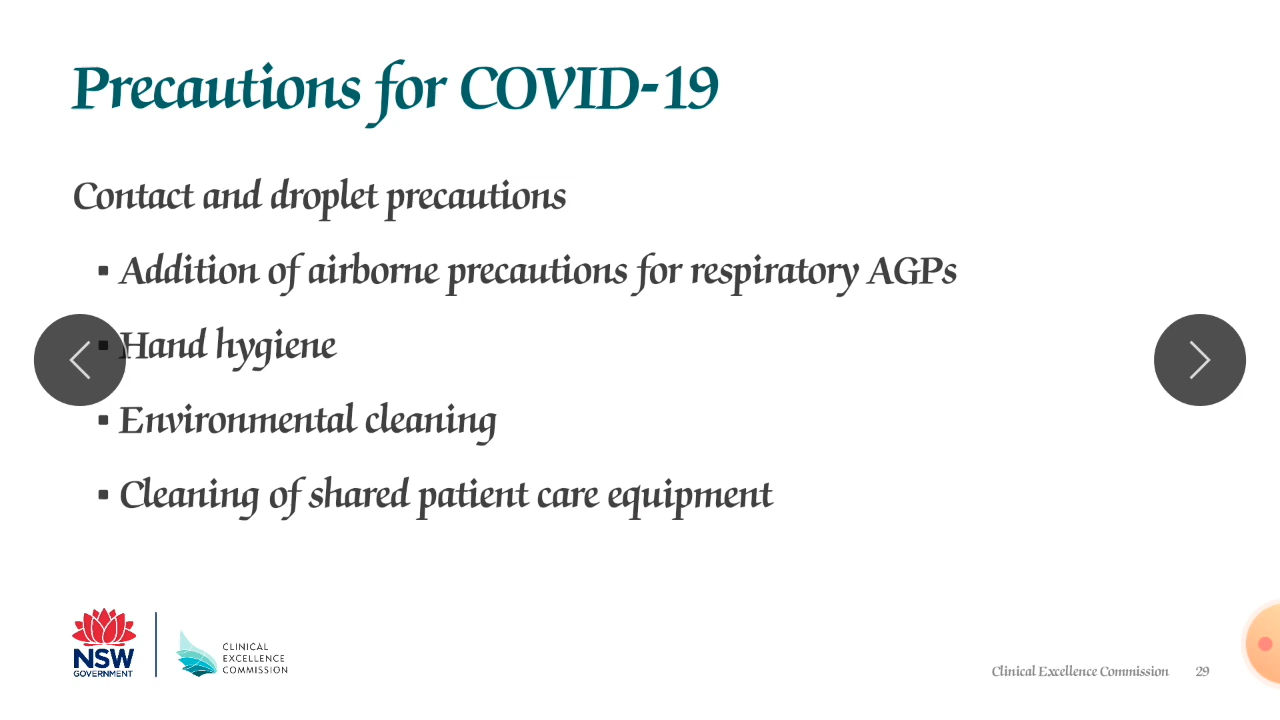 Precautions for COVID-19
Contact and droplet precautions
▪ Addition of airborne precautions for respiratory AGPs
▪ Hand hygiene
▪ Environmental cleaning
▪ Cleaning of shared patient care equipment
NSW
GOVERNMENT
CLINICAL
EXCELLENCE
COMMISSION
Clinical Excellence Commission 29